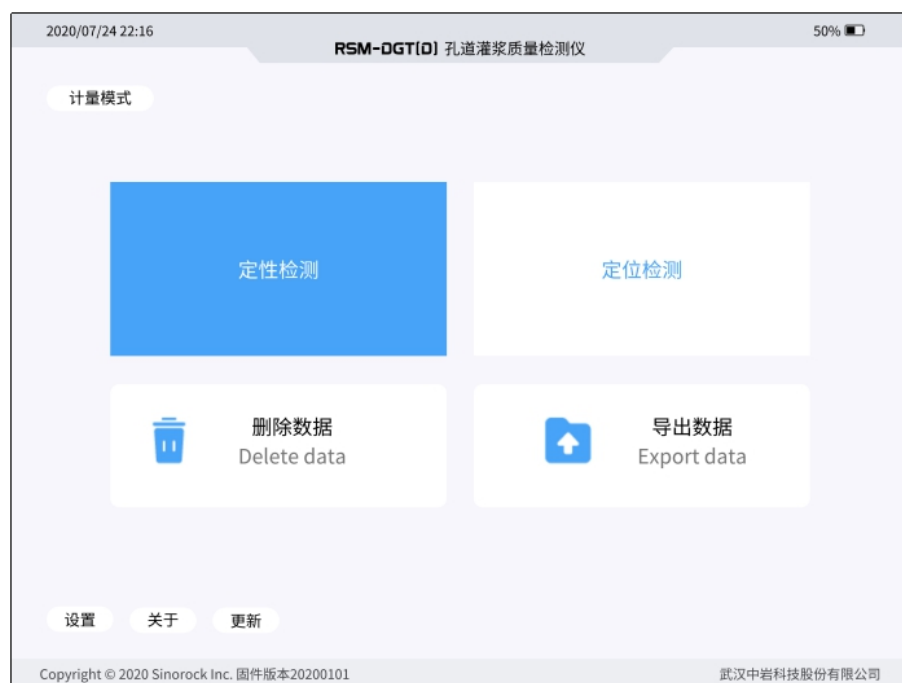 2020/07/24 22:16
50%
RSM-DGT(D) 孔道灌浆质量检测仪
计量模式
定性检测
定位检测
删除数据
Delete data
导出数据
Export data
设置
关于
更新
Copyright © 2020 Sinorock Inc. 固件版本20200101
武汉中岩科技股份有限公司